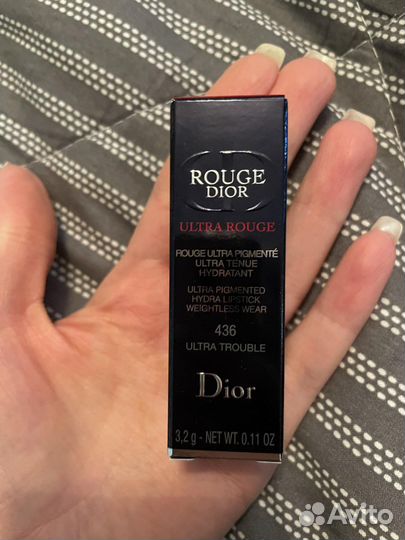 ROUGE
DIOR
ULTRA ROUGE
ROUGE ULTRA PIGMENTÉ
ULTRA TENUE
HYDRATANT
ULTRA PIGMENTED
HYDRA LIPSTICK
WEIGHTLESS WEAR
436
ULTRA TROUBLE
Dior
3,2 g - NET WT. 0.11 OZ
Avito